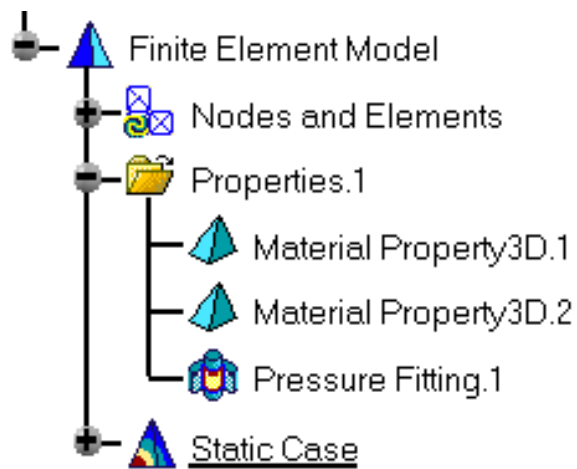 Finite Element Model
Nodes and Elements
Properties.1
Material Property3D.1
Material Property3D.2
Pressure Fitting.1
Static Case